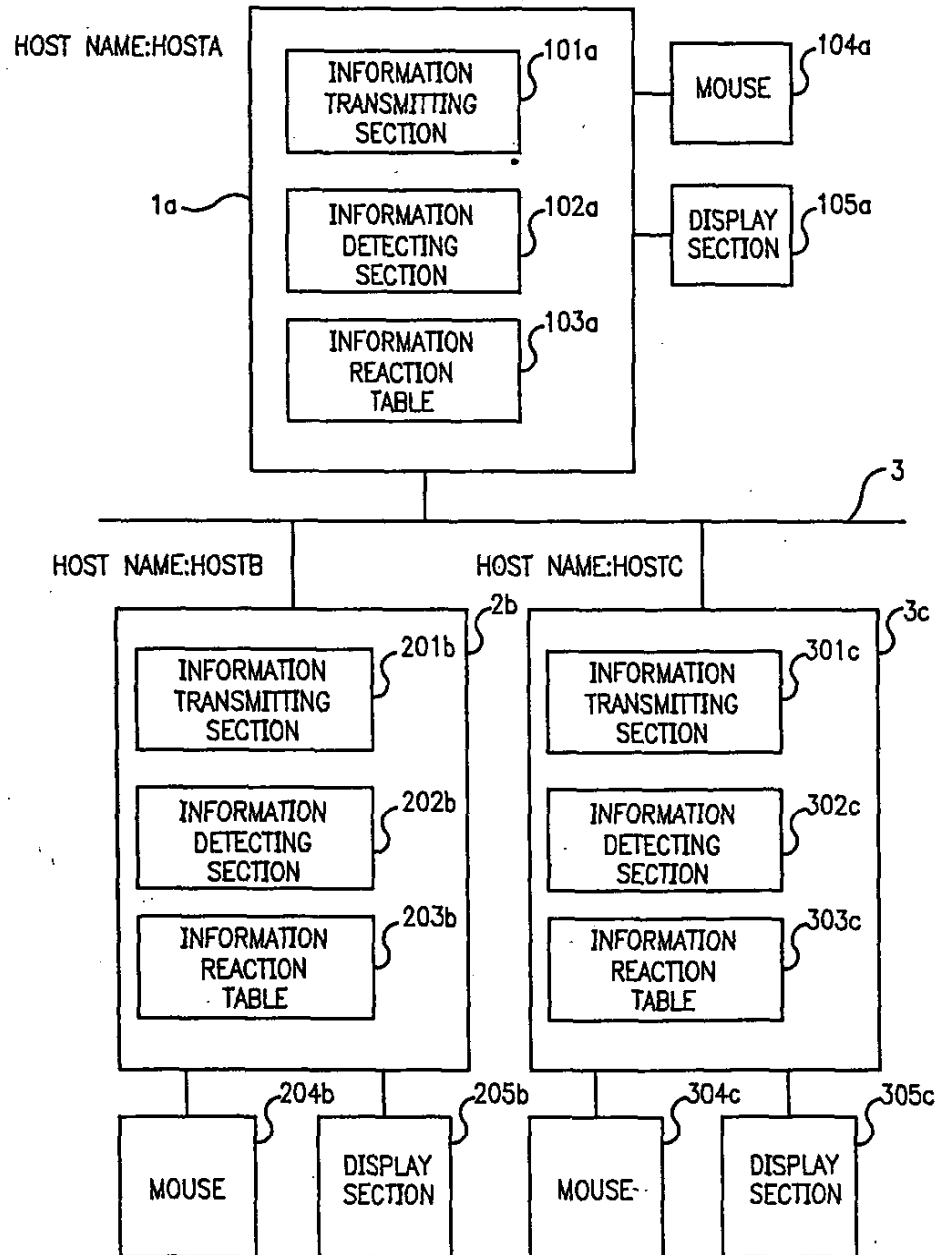 HOST NAME:HOSTA
101a
INFORMATION
TRANSMITTING
SECTION
104a
MOUSE
1a
102a
INFORMATION
DETECTING
SECTION
105a
DISPLAY
SECTION
103a
INFORMATION
REACTION
TABLE
3
HOST NAME:HOSTB
HOST NAME:HOSTC
2b
3c
201b
INFORMATION
TRANSMITTING
SECTION
301c
INFORMATION
TRANSMITTING
SECTION
202b
INFORMATION
DETECTING
SECTION
302c
INFORMATION
DETECTING
SECTION
203b
INFORMATION
REACTION
TABLE
303c
INFORMATION
REACTION
TABLE
204b
MOUSE
205b
DISPLAY
SECTION
304c
MOUSE
305c
DISPLAY
SECTION